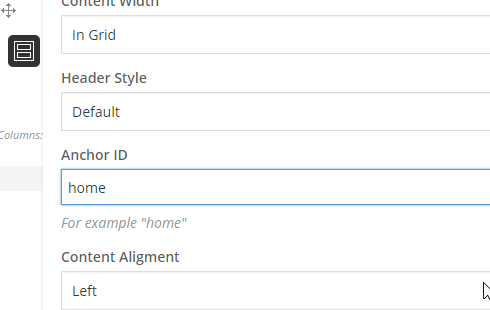 Content Width
In Grid
Header Style
Default
Columns:
Anchor ID
home
For example "home"
Content Aligment
Left